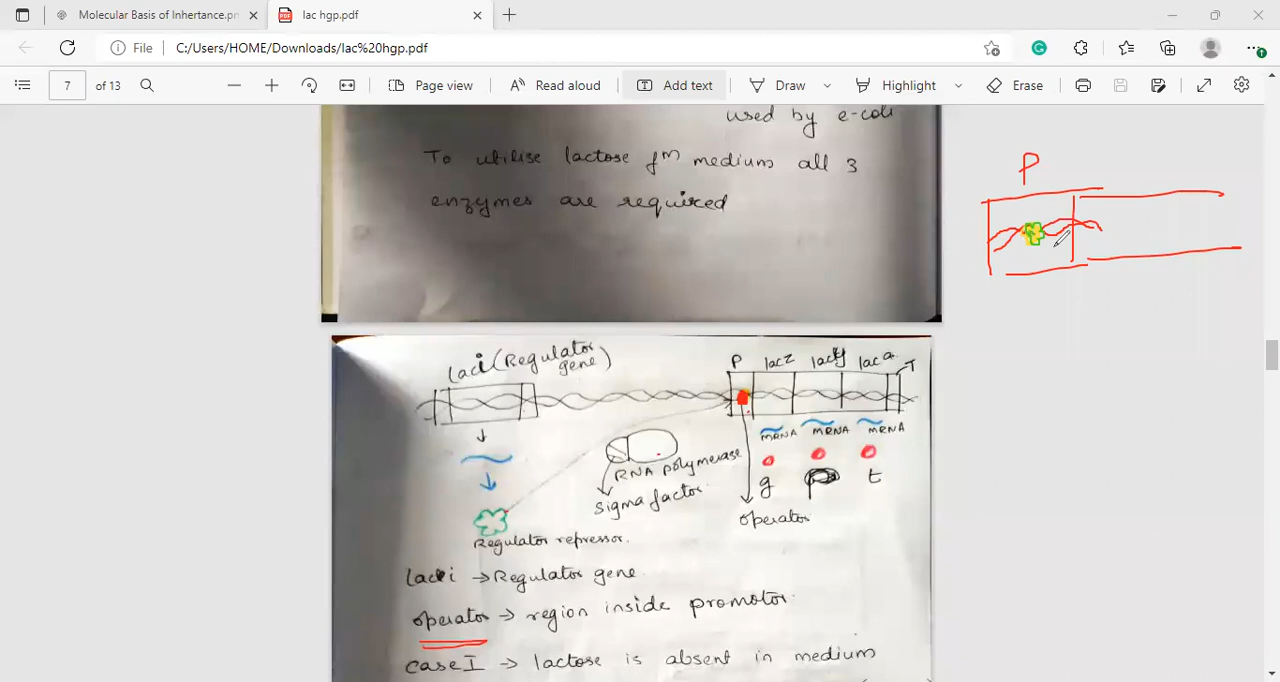 Molecular Basis of Inhertance.pr
lac hgp.pdf
File
C:/Users/HOME/Downloads/lac%20hgp.pdf
7 of 13
Page view
Read aloud
Add text
Draw
Highlight
Erase
used by e-coli
To utilise lactose fm medium all 3
enzymes are required
P
laci (Regulator
gene)
P lacz lacy lac a T
mRNA mRNA mRNA
RNA polymerase
g p t
sigma factor
operator
Regulator repressor.
laci → Regulator gene
operator → region inside promotor
case I → lactose is absent in medium